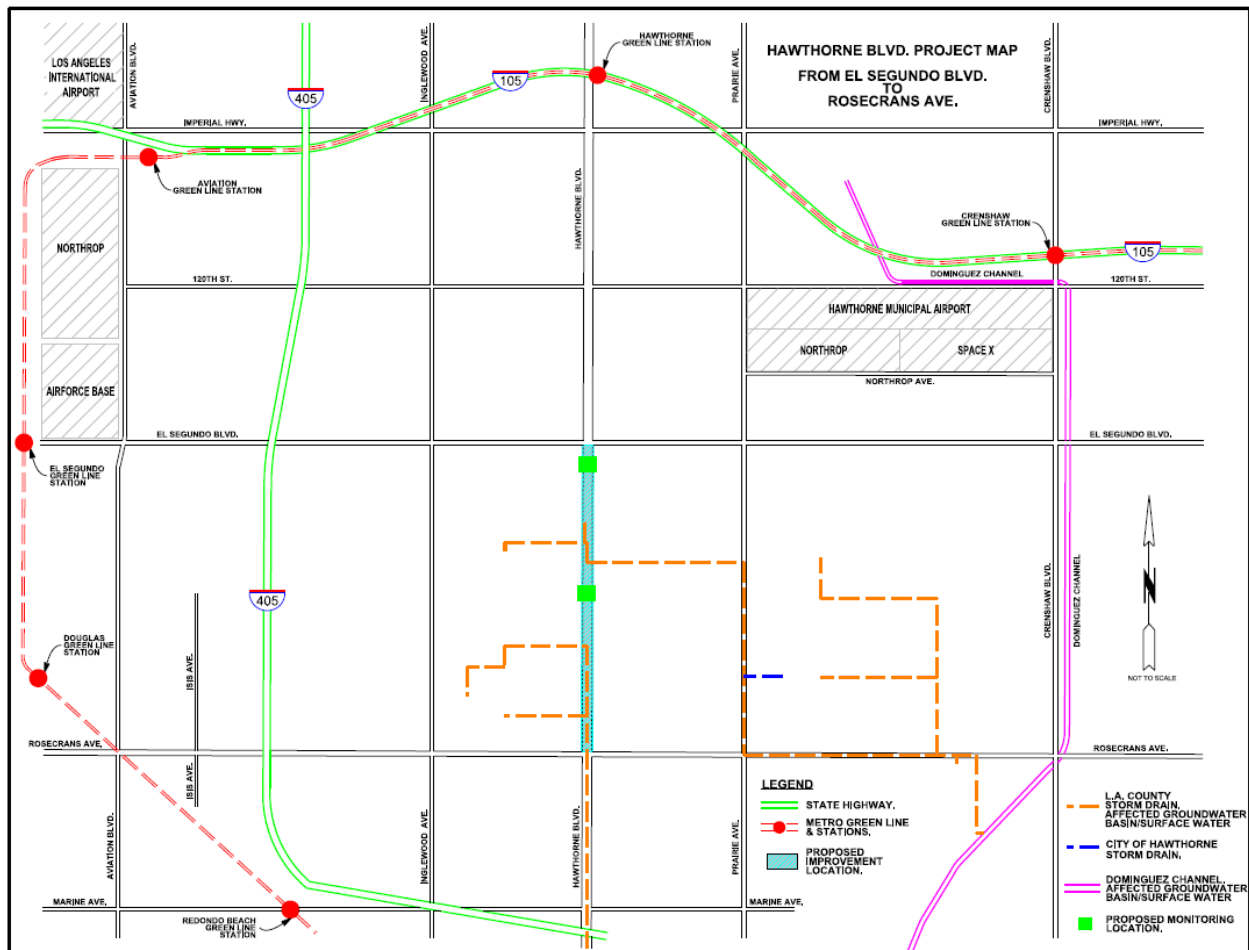 HAWTHORNE
GREEN LINE STATION
HAWTHORNE BLVD. PROJECT MAP
FROM EL SEGUNDO BLVD.
TO
ROSECRANS AVE.
LOS ANGELES
INTERNATIONAL
AIRPORT
AVIATION BLVD.
405
INGLEWOOD AVE.
105
PRAIRIE AVE.
CRENSHAW BLVD.
IMPERIAL HWY.
IMPERIAL HWY.
AVIATION
GREEN LINE STATION
HAWTHORNE BLVD.
CRENSHAW
GREEN LINE STATION
105
NORTHROP
120TH ST.
DOMINGUEZ CHANNEL
120TH ST.
HAWTHORNE MUNICIPAL AIRPORT
NORTHROP
SPACE X
NORTHROP AVE.
AIRFORCE BASE
EL SEGUNDO BLVD.
EL SEGUNDO BLVD.
EL SEGUNDO
GREEN LINE
STATION
405
DOUGLAS
GREEN LINE
STATION
ISIS AVE.
CRENSHAW BLVD.
DOMINGUEZ CHANNEL
N
NOT TO SCALE
ROSECRANS AVE.
ROSECRANS AVE.
ISIS AVE.
AVIATION BLVD.
INGLEWOOD AVE.
HAWTHORNE BLVD.
PRAIRIE AVE.
MARINE AVE.
MARINE AVE.
REDONDO BEACH
GREEN LINE
STATION
LEGEND
STATE HIGHWAY.
METRO GREEN LINE
& STATIONS.
PROPOSED
IMPROVEMENT
LOCATION.
L.A. COUNTY
STORM DRAIN.
AFFECTED GROUNDWATER
BASIN/SURFACE WATER
CITY OF HAWTHORNE
STORM DRAIN.
DOMINGUEZ CHANNEL.
AFFECTED GROUNDWATER
BASIN/SURFACE WATER
PROPOSED MONITORING
LOCATION.